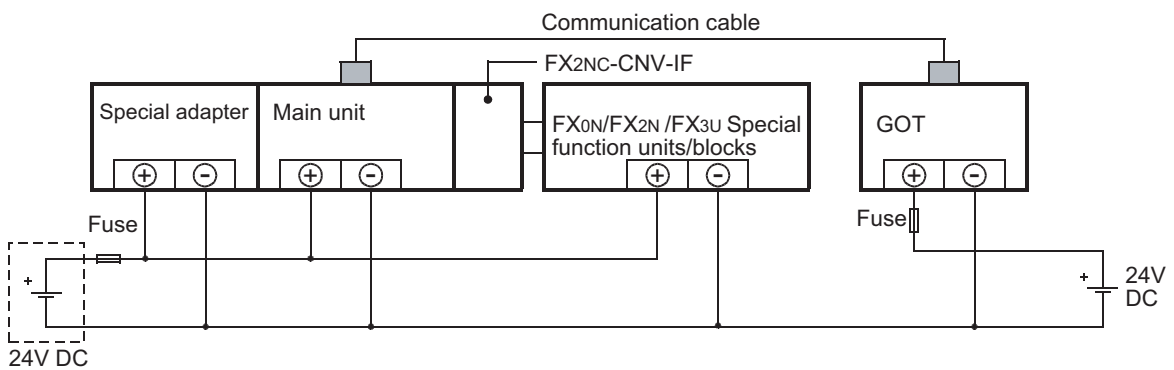 Communication cable
FX2NC-CNV-IF
Special adapter
Main unit
FX0N/FX2N /FX3U Special
function units/blocks
GOT
+ - + - + - + -
Fuse
Fuse
+
24V DC
+
24V
DC